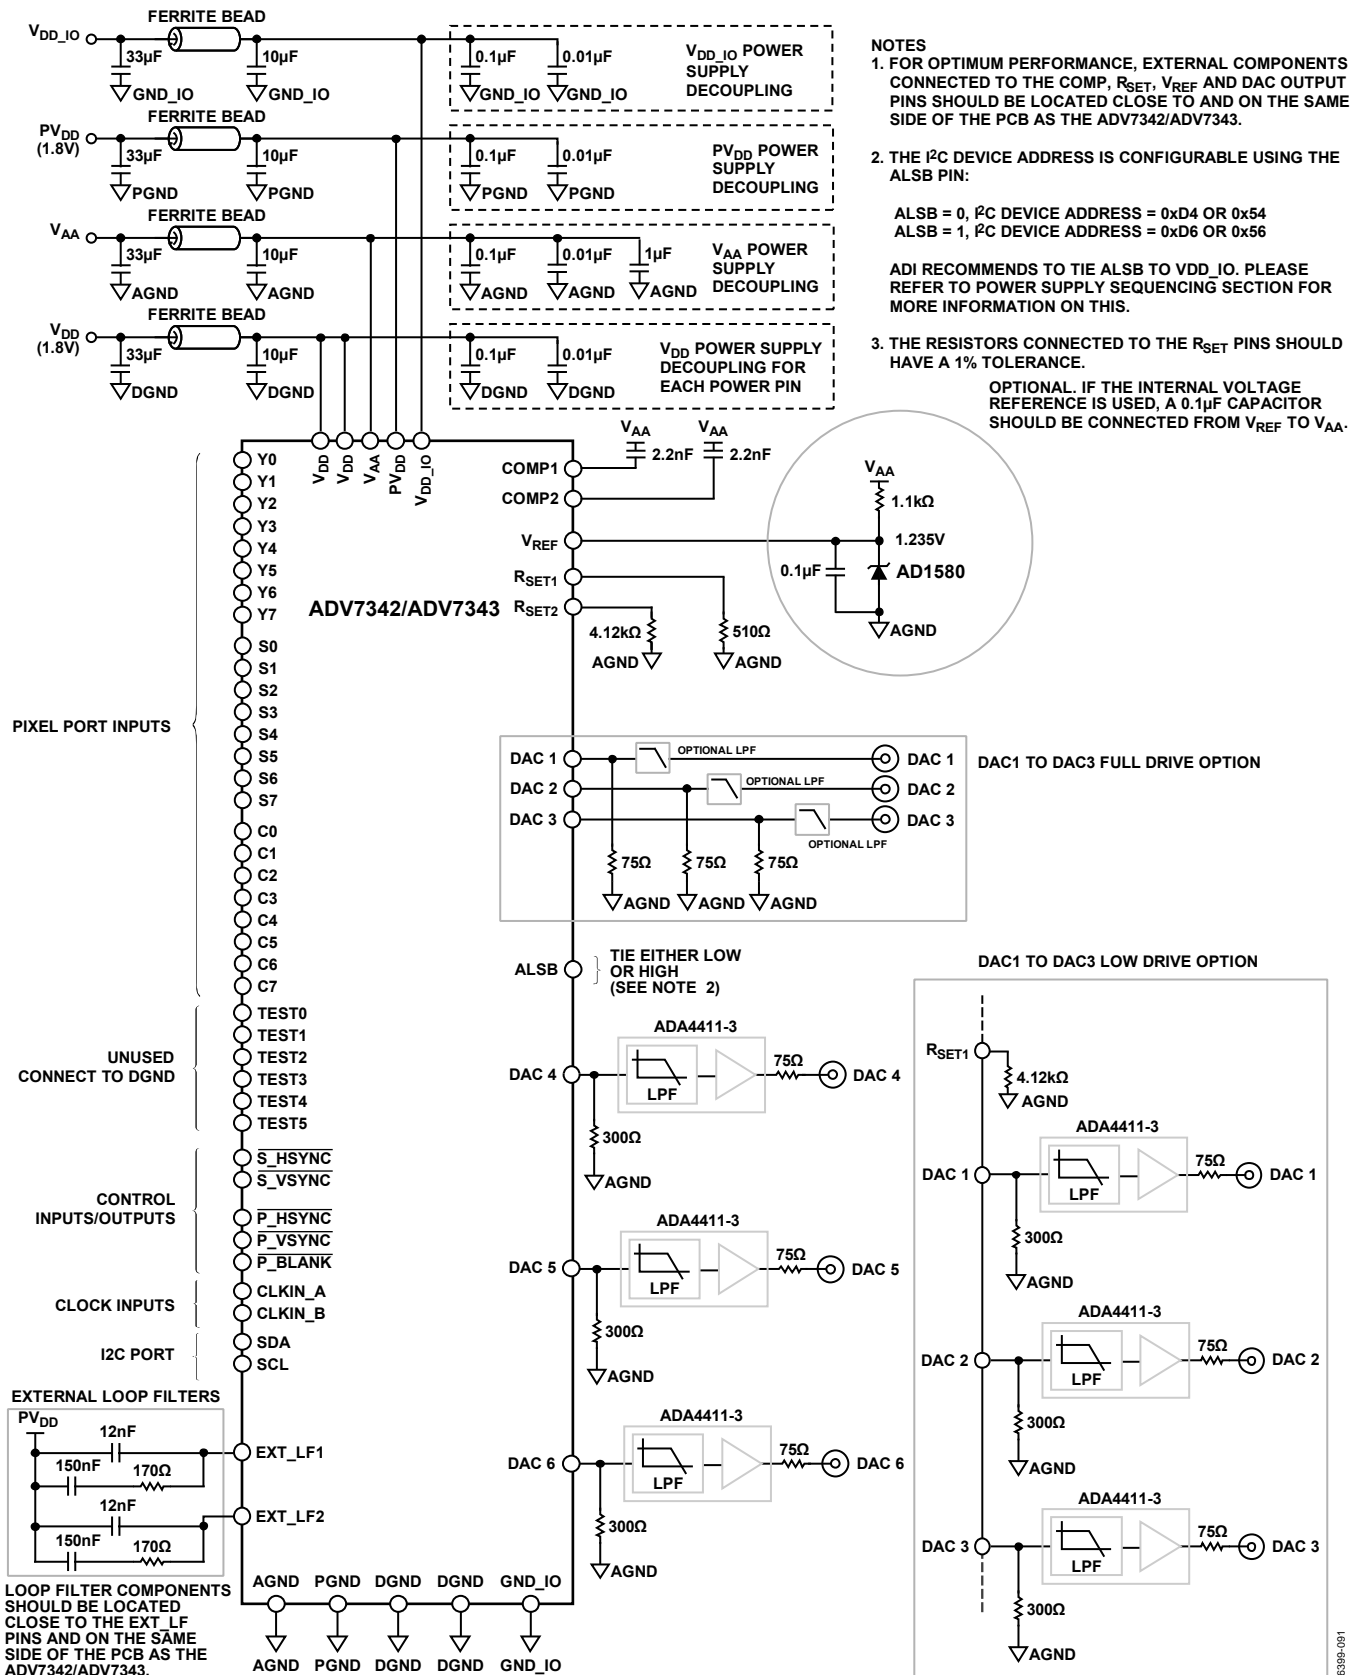 FERRITE BEAD
VDD_IO
33µF
10µF
0.1µF
0.01µF
VDD_IO POWER
SUPPLY
DECOUPLING
GND_IO
GND_IO
GND_IO
GND_IO
FERRITE BEAD
PVDD
(1.8V)
33µF
10µF
0.1µF
0.01µF
PVDD POWER
SUPPLY
DECOUPLING
PGND
PGND
PGND
PGND
FERRITE BEAD
VAA
33µF
10µF
0.1µF
0.01µF
1µF
VAA POWER
SUPPLY
DECOUPLING
AGND
AGND
AGND
AGND
AGND
FERRITE BEAD
VDD
(1.8V)
33µF
10µF
0.1µF
0.01µF
VDD POWER SUPPLY
DECOUPLING FOR
EACH POWER PIN
DGND
DGND
DGND
DGND
NOTES
1. FOR OPTIMUM PERFORMANCE, EXTERNAL COMPONENTS
CONNECTED TO THE COMP, RSET, VREF AND DAC OUTPUT
PINS SHOULD BE LOCATED CLOSE TO AND ON THE SAME
SIDE OF THE PCB AS THE ADV7342/ADV7343.
2. THE I2C DEVICE ADDRESS IS CONFIGURABLE USING THE
ALSB PIN:
ALSB = 0, I2C DEVICE ADDRESS = 0xD4 OR 0x54
ALSB = 1, I2C DEVICE ADDRESS = 0xD6 OR 0x56
ADI RECOMMENDS TO TIE ALSB TO VDD_IO. PLEASE
REFER TO POWER SUPPLY SEQUENCING SECTION FOR
MORE INFORMATION ON THIS.
3. THE RESISTORS CONNECTED TO THE RSET PINS SHOULD
HAVE A 1% TOLERANCE.
OPTIONAL. IF THE INTERNAL VOLTAGE
REFERENCE IS USED, A 0.1µF CAPACITOR
SHOULD BE CONNECTED FROM VREF TO VAA.
VDD
VDD
VAA
PVDD
VDD_IO
VAA
VAA
2.2nF
2.2nF
COMP1
COMP2
VREF
RSET1
RSET2
4.12kΩ
AGND
510Ω
AGND
VAA
1.1kΩ
1.235V
0.1µF
AD1580
AGND
ADV7342/ADV7343
PIXEL PORT INPUTS
Y0
Y1
Y2
Y3
Y4
Y5
Y6
Y7
S0
S1
S2
S3
S4
S5
S6
S7
C0
C1
C2
C3
C4
C5
C6
C7
UNUSED
CONNECT TO DGND
TEST0
TEST1
TEST2
TEST3
TEST4
TEST5
CONTROL
INPUTS/OUTPUTS
S_HSYNC
S_VSYNC
P_HSYNC
P_VSYNC
P_BLANK
CLOCK INPUTS
CLKIN_A
CLKIN_B
I2C PORT
SDA
SCL
EXTERNAL LOOP FILTERS
PVDD
12nF
150nF
170Ω
12nF
150nF
170Ω
EXT_LF1
EXT_LF2
LOOP FILTER COMPONENTS
SHOULD BE LOCATED
CLOSE TO THE EXT_LF
PINS AND ON THE SAME
SIDE OF THE PCB AS THE
ADV7342/ADV7343.
AGND PGND DGND DGND GND_IO
AGND PGND DGND DGND GND_IO
DAC 1
OPTIONAL LPF
DAC 1
DAC 2
OPTIONAL LPF
DAC 2
DAC 3
OPTIONAL LPF
DAC 3
75Ω
75Ω
75Ω
AGND
AGND
AGND
DAC1 TO DAC3 FULL DRIVE OPTION
ALSB
TIE EITHER LOW
OR HIGH
(SEE NOTE 2)
ADA4411-3
DAC 4
LPF
75Ω
DAC 4
300Ω
AGND
ADA4411-3
DAC 5
LPF
75Ω
DAC 5
300Ω
AGND
ADA4411-3
DAC 6
LPF
75Ω
DAC 6
300Ω
AGND
DAC1 TO DAC3 LOW DRIVE OPTION
RSET1
4.12kΩ
AGND
ADA4411-3
DAC 1
LPF
75Ω
DAC 1
300Ω
AGND
ADA4411-3
DAC 2
LPF
75Ω
DAC 2
300Ω
AGND
ADA4411-3
DAC 3
LPF
75Ω
DAC 3
300Ω
AGND
6399-091